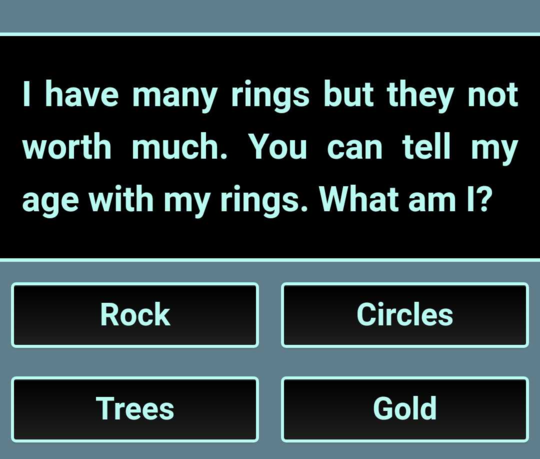 I have many rings but they not
worth much. You can tell my
age with my rings. What am I?
Rock
Circles
Trees
Gold